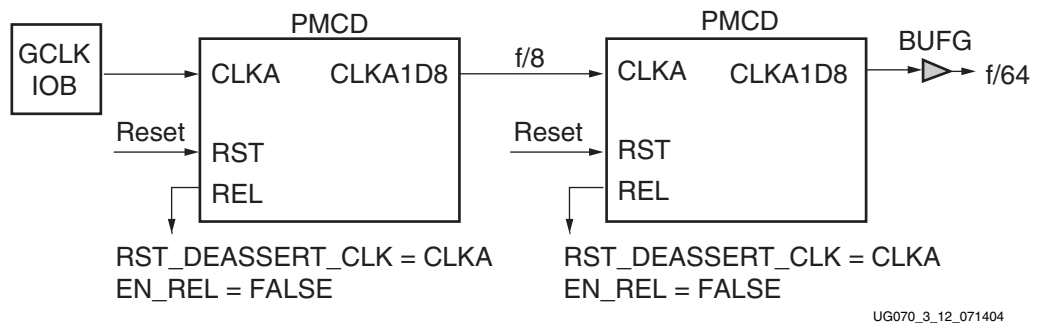 PMCD
PMCD
GCLK
IOB
CLKA
CLKA1D8
f/8
CLKA
CLKA1D8
BUFG
f/64
Reset
RST
REL
Reset
RST
REL
RST_DEASSERT_CLK = CLKA
EN_REL = FALSE
RST_DEASSERT_CLK = CLKA
EN_REL = FALSE
UG070_3_12_071404